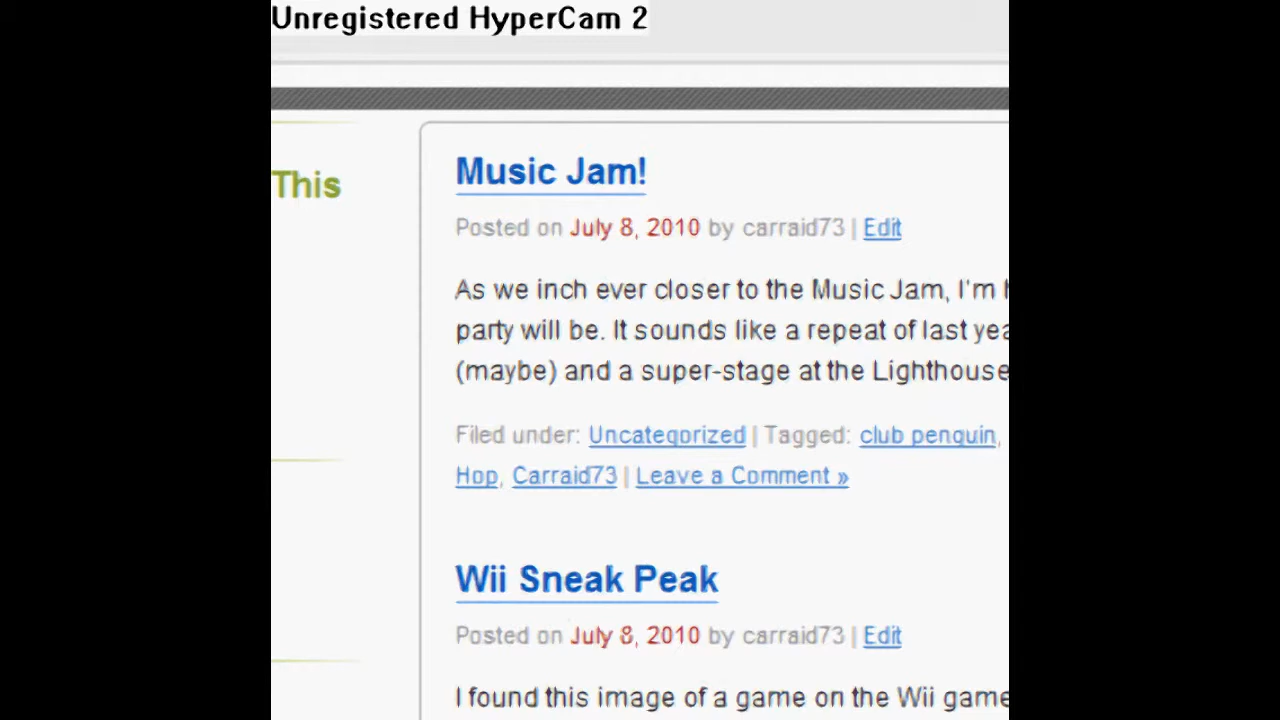 Unregistered HyperCam 2
This
Music Jam!
Posted on July 8, 2010 by carraid73 | Edit
As we inch ever closer to the Music Jam, I'm
party will be. It sounds like a repeat of last
(maybe) and a super-stage at the Lighthouse
Filed under: Uncategorized | Tagged: club penguin,
Hop, Carraid73 | Leave a Comment »
Wii Sneak Peak
Posted on July 8, 2010 by carraid73 | Edit
I found this image of a game on the Wii game